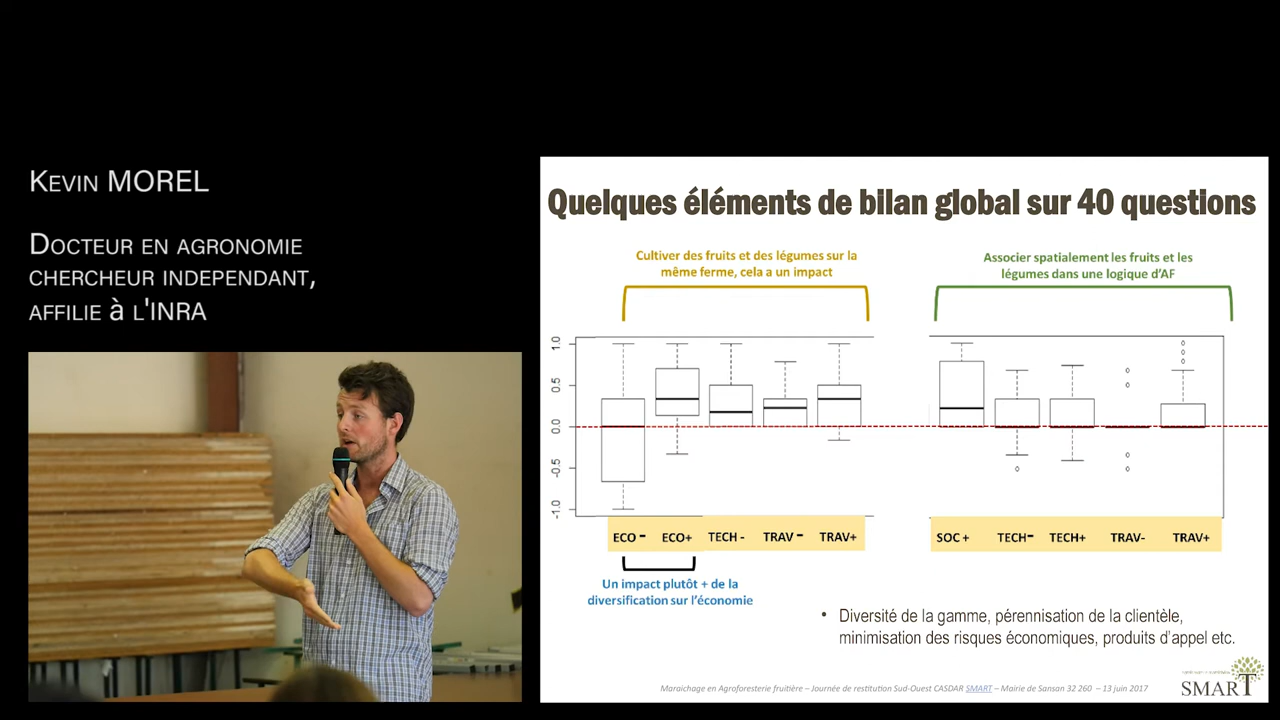 Kevin MOREL
Docteur en agronomie
chercheur independant,
affilie à l'INRA
Quelques éléments de bilan global sur 40 questions
Cultiver des fruits et des légumes sur la
même ferme, cela a un impact
Associer spatialement les fruits et les
légumes dans une logique d'AF
1.0
0.5
0.0
-0.5
-1.0
ECO - ECO+ TECH - TRAV - TRAV+
SOC + TECH- TECH+ TRAV- TRAV+
Un impact plutôt + de la
diversification sur l'économie
• Diversité de la gamme, pérennisation de la clientèle,
minimisation des risques économiques, produits d'appel etc.
Maraichage en Agroforesterie fruitière – Journée de restitution Sud-Ouest CASDAR SMART – Mairie de Sansan 32 260 – 13 juin 2017
SMART